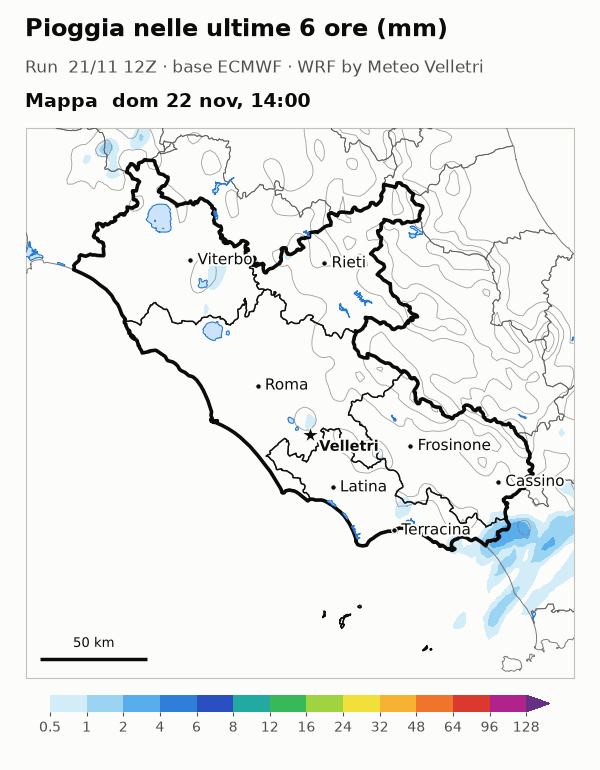 Pioggia nelle ultime 6 ore (mm)
Run  21/11 12Z · base ECMWF · WRF by Meteo Velletri
Mappa  dom 22 nov, 14:00
Viterbo
Rieti
Roma
Velletri
Frosinone
Cassino
Latina
Terracina
50 km
0.5 1 2 4 6 8 12 16 24 32 48 64 96 128